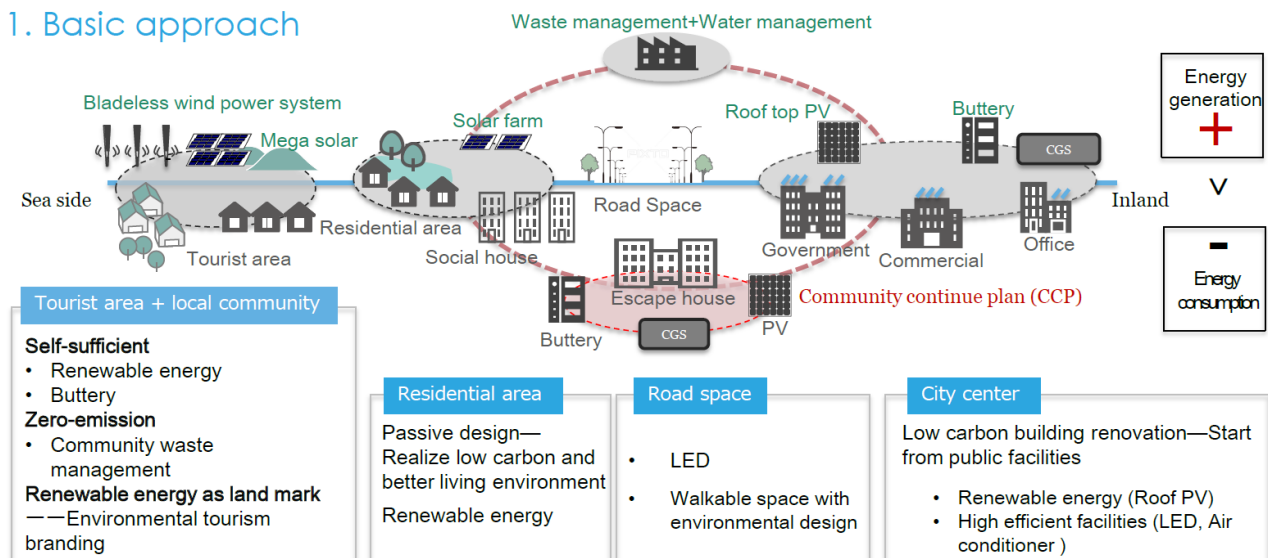 1. Basic approach
Waste management+Water management
Bladeless wind power system
Mega solar
Solar farm
Roof top PV
Buttery
CGS
Energy
generation
+
Sea side
Inland
>
Tourist area
Residential area
Social house
Road Space
Government
Commercial
Office
-
Energy
consumption
Escape house
Buttery
CGS
PV
Community continue plan (CCP)
Tourist area + local community
Self-sufficient
• Renewable energy
• Buttery
Zero-emission
• Community waste
management
Renewable energy as land mark
——Environmental tourism
branding
Residential area
Passive design—
Realize low carbon and
better living environment
Renewable energy
Road space
• LED
• Walkable space with
environmental design
City center
Low carbon building renovation—Start
from public facilities
• Renewable energy (Roof PV)
• High efficient facilities (LED, Air
conditioner )